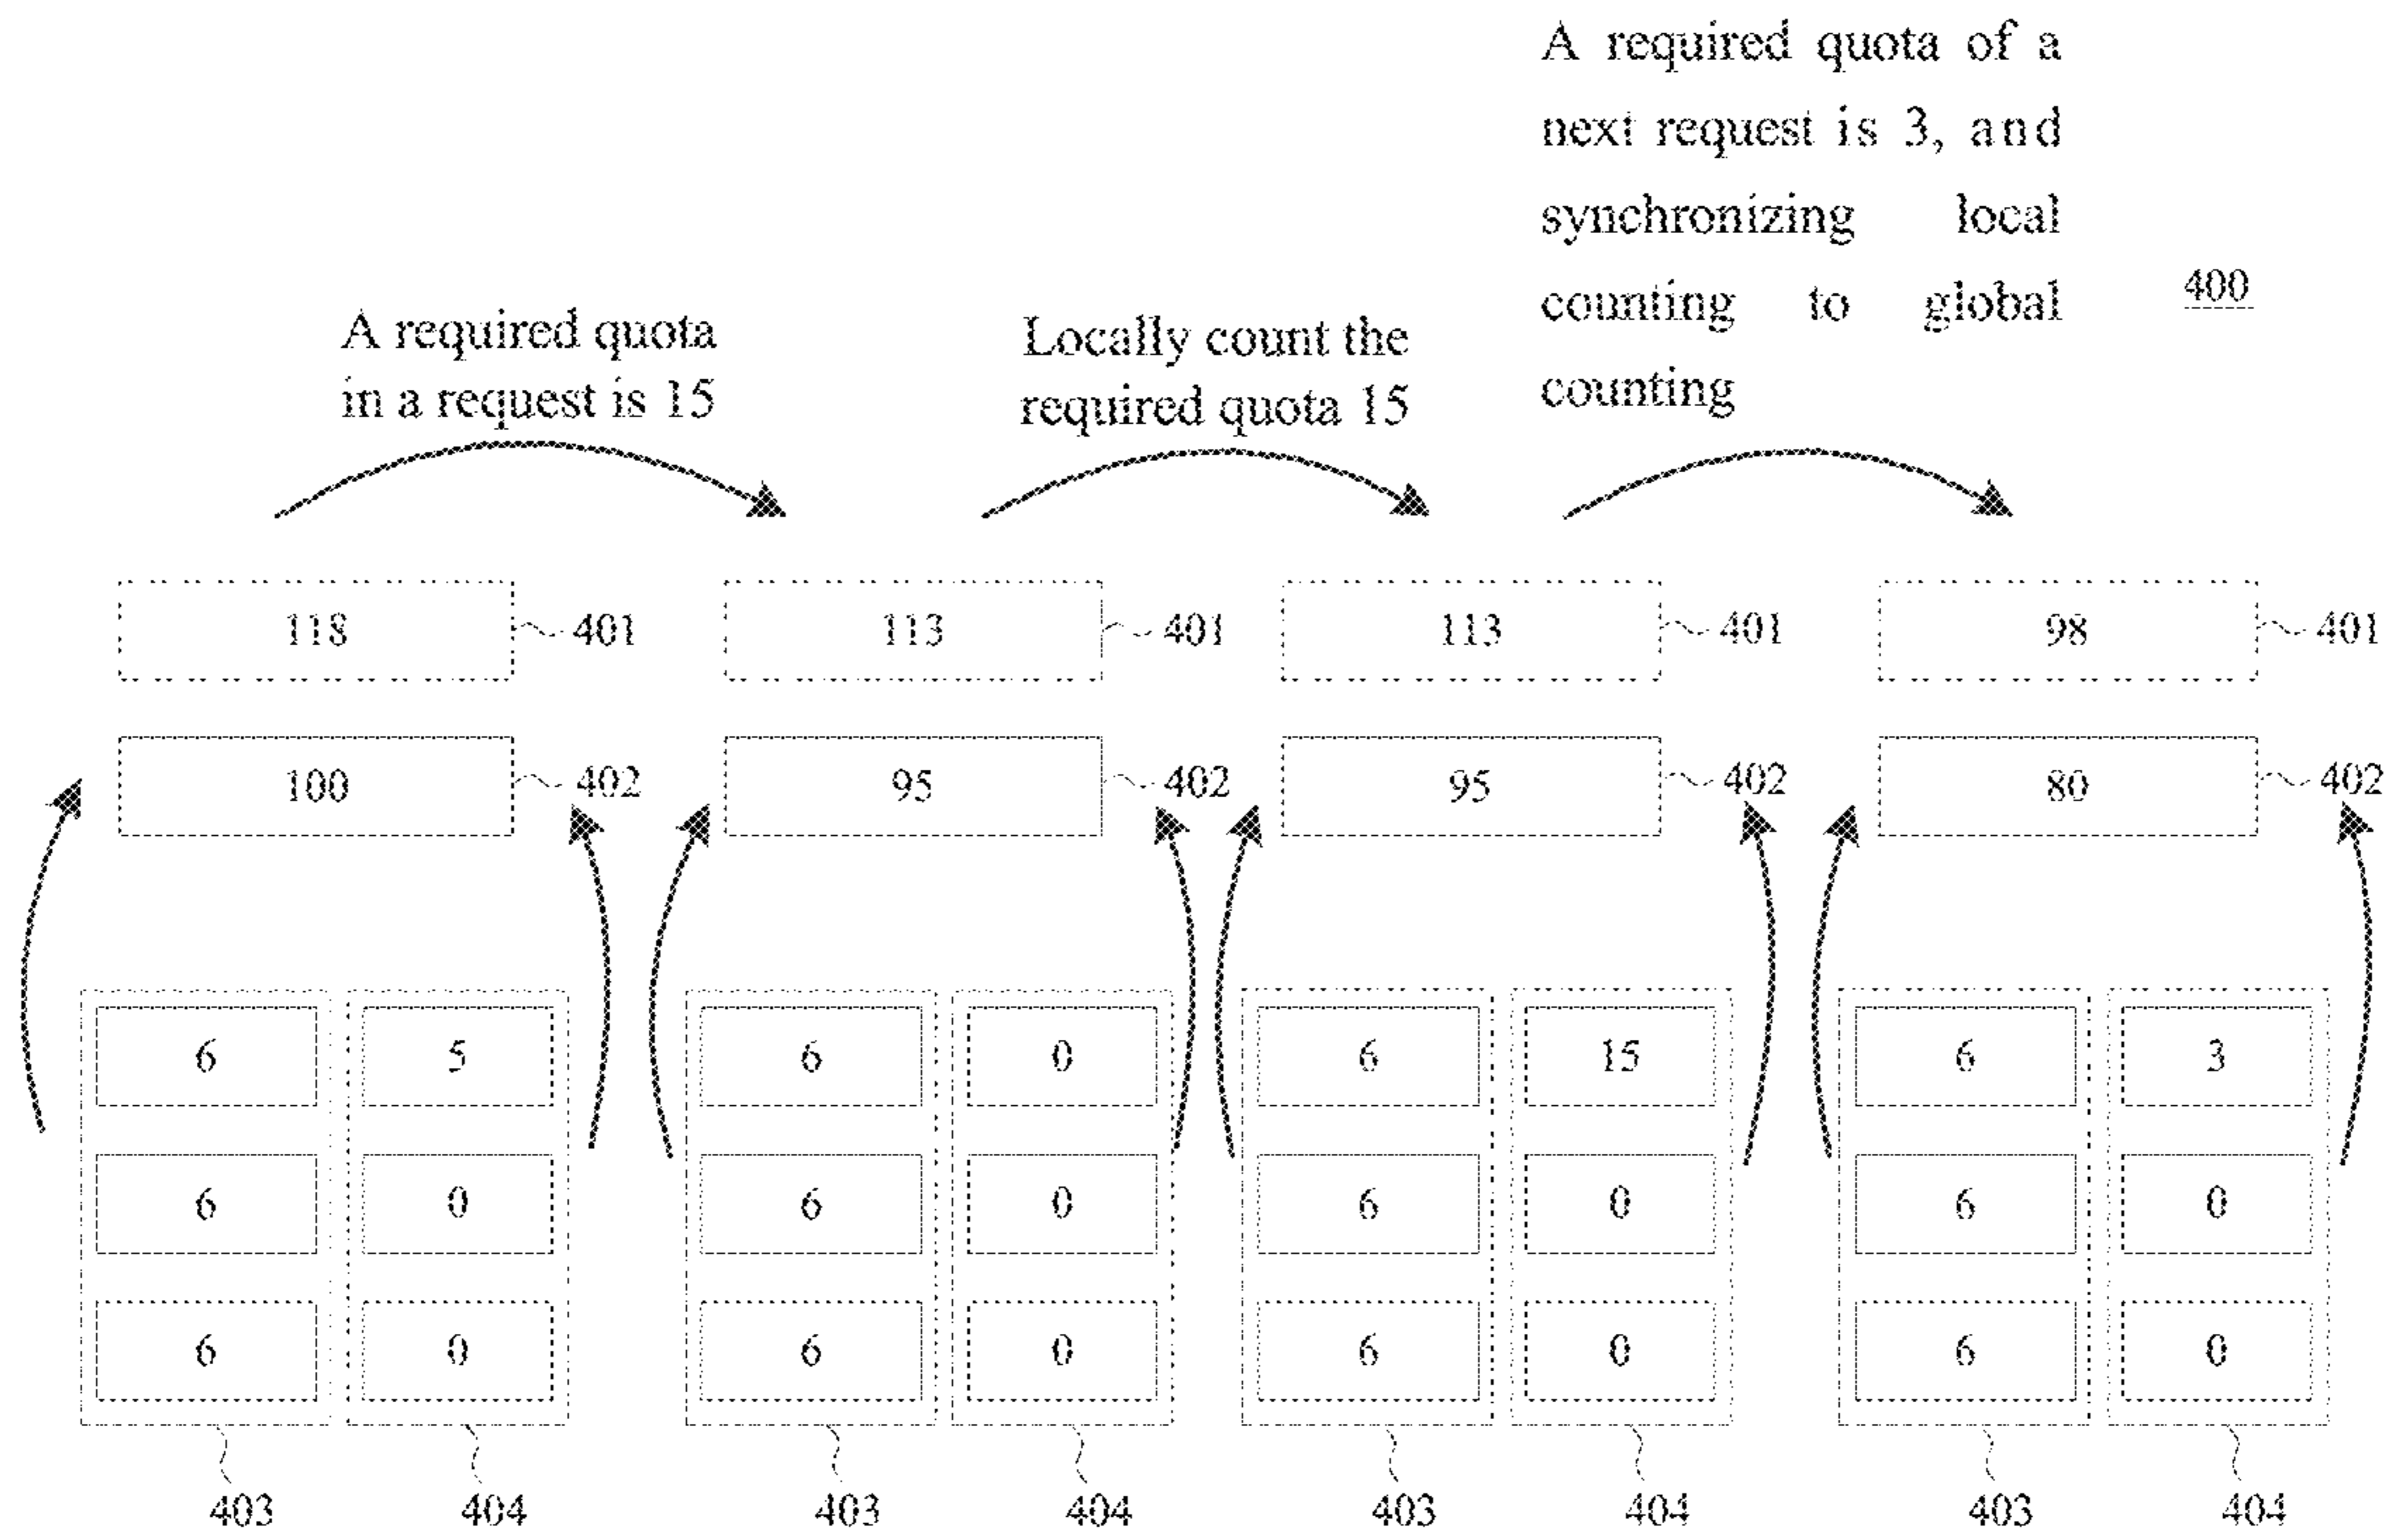 A required quota of a
next request is 3, and
synchronizing local
counting to global
counting
400
A required quota
in a request is 15
Locally count the
required quota 15
118 401 113 401 113 401 98 401
100 402 95 402 95 402 80 402
6 5 6 0 6 15 6 3
6 0 6 0 6 0 6 0
6 0 6 0 6 0 6 0
403 404 403 404 403 404 403 404